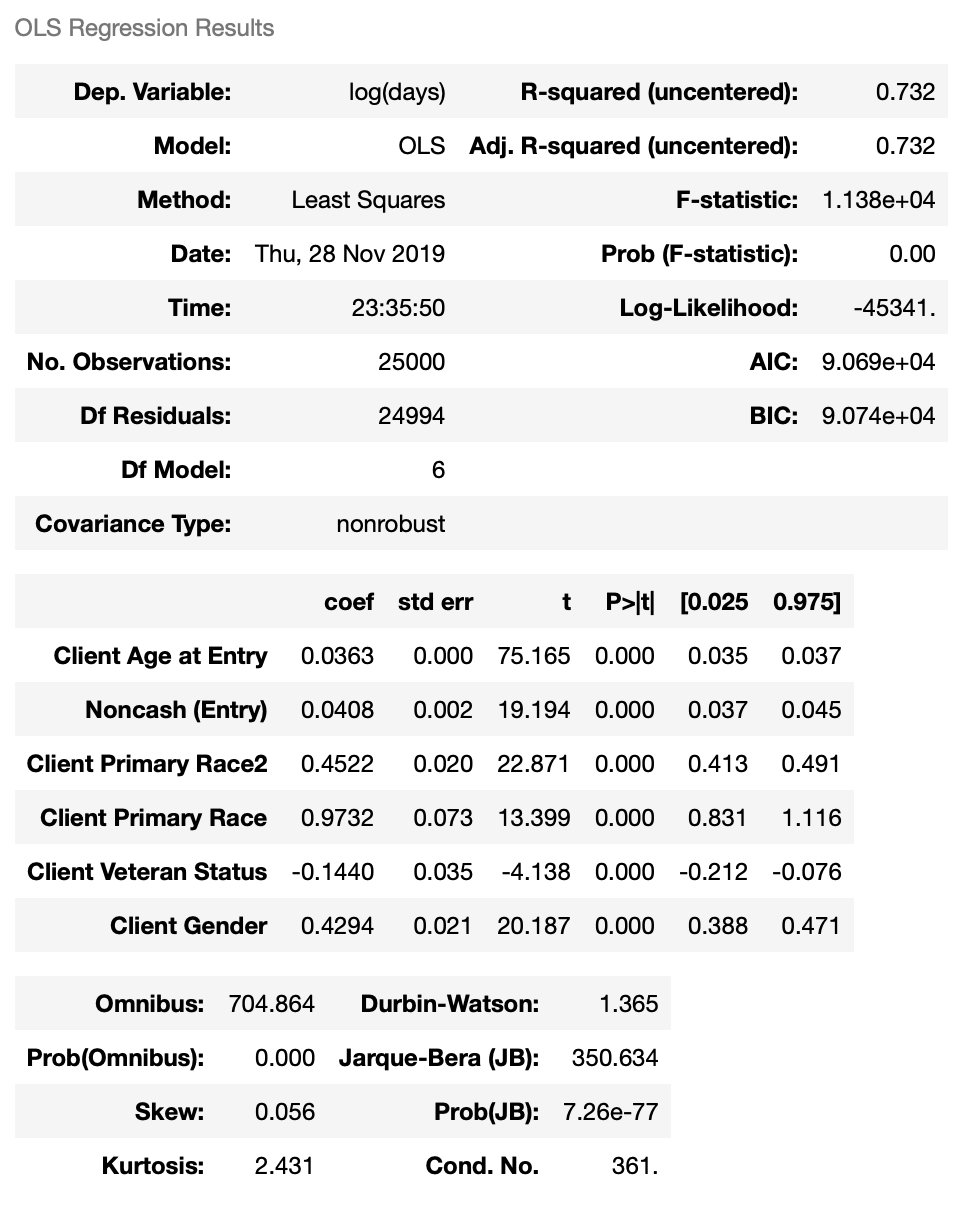 OLS Regression Results
Dep. Variable: log(days) R-squared (uncentered): 0.732
Model: OLS Adj. R-squared (uncentered): 0.732
Method: Least Squares F-statistic: 1.138e+04
Date: Thu, 28 Nov 2019 Prob (F-statistic): 0.00
Time: 23:35:50 Log-Likelihood: -45341.
No. Observations: 25000 AIC: 9.069e+04
Df Residuals: 24994 BIC: 9.074e+04
Df Model: 6
Covariance Type: nonrobust
coef std err t P>|t| [0.025 0.975]
Client Age at Entry 0.0363 0.000 75.165 0.000 0.035 0.037
Noncash (Entry) 0.0408 0.002 19.194 0.000 0.037 0.045
Client Primary Race2 0.4522 0.020 22.871 0.000 0.413 0.491
Client Primary Race 0.9732 0.073 13.399 0.000 0.831 1.116
Client Veteran Status -0.1440 0.035 -4.138 0.000 -0.212 -0.076
Client Gender 0.4294 0.021 20.187 0.000 0.388 0.471
Omnibus: 704.864 Durbin-Watson: 1.365
Prob(Omnibus): 0.000 Jarque-Bera (JB): 350.634
Skew: 0.056 Prob(JB): 7.26e-77
Kurtosis: 2.431 Cond. No. 361.